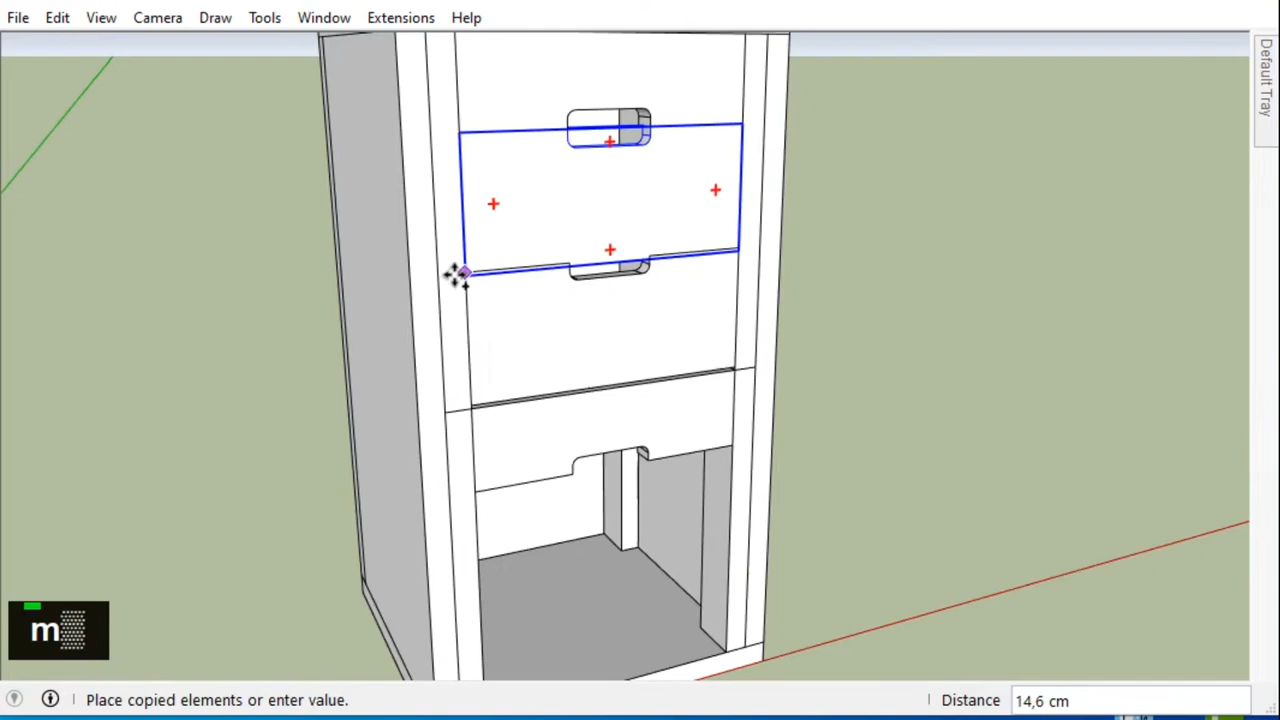 File Edit View Camera Draw Tools Window Extensions Help
Default Tray
m
Place copied elements or enter value. Distance 14,6 cm